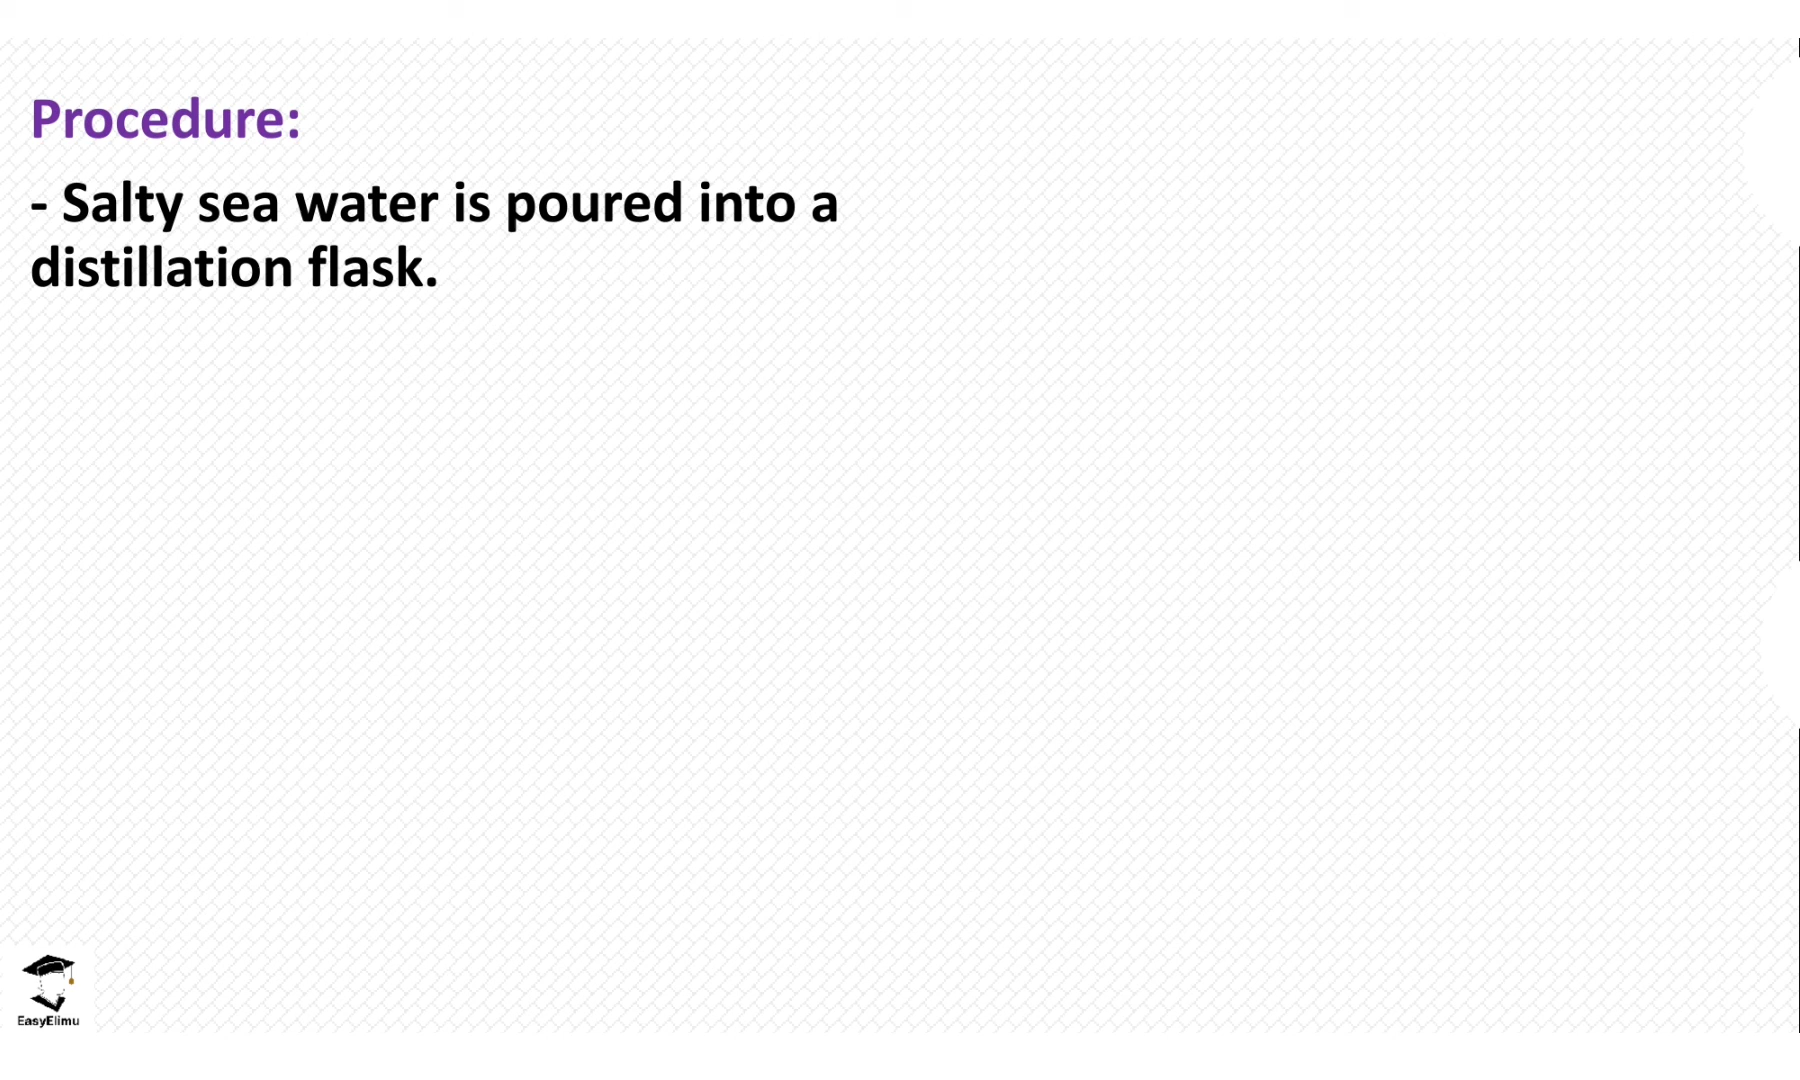 Procedure:
- Salty sea water is poured into a
distillation flask.
EasyElimu